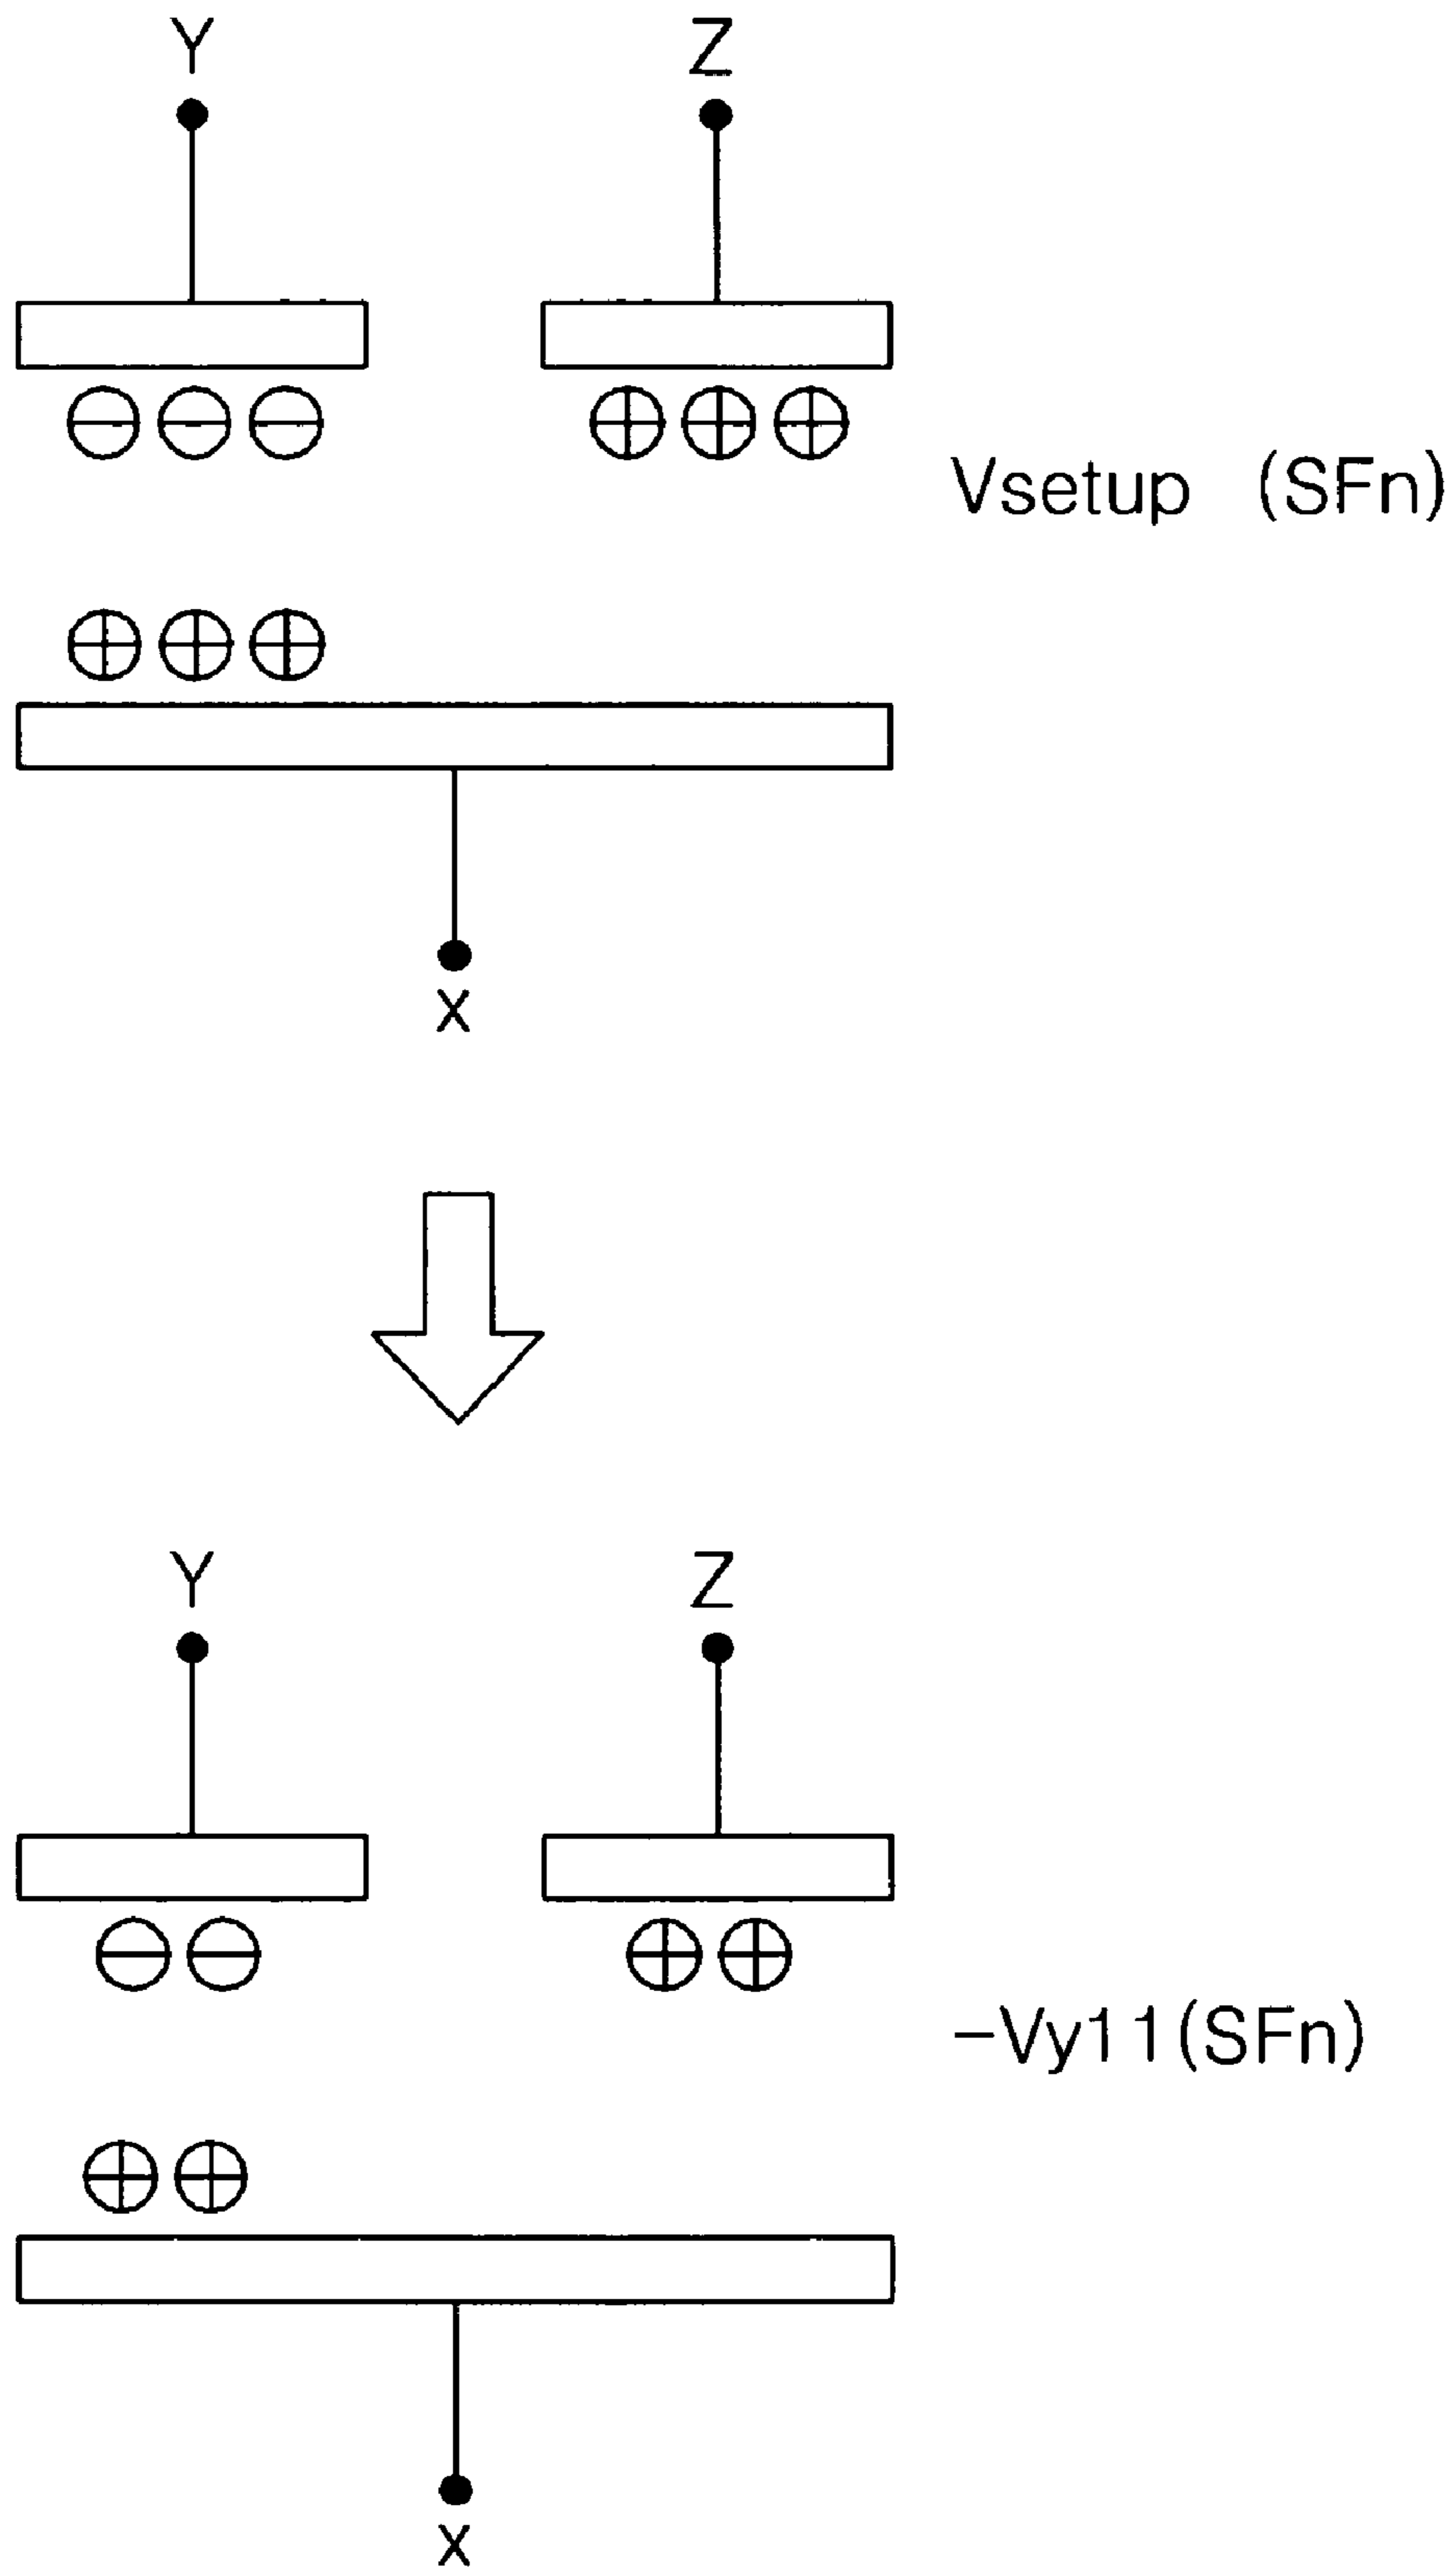 Y Z
Vsetup (SFn)
X
Y Z
-Vy11(SFn)
X